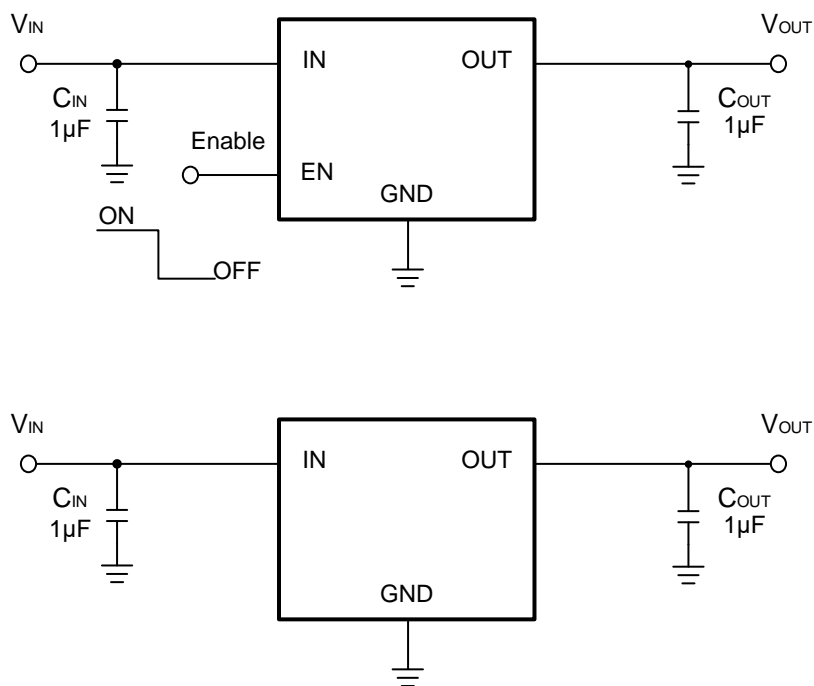 VIN
VOUT
IN
OUT
CIN
1µF
COUT
1µF
Enable
EN
GND
ON
OFF
VIN
VOUT
IN
OUT
CIN
1µF
COUT
1µF
GND